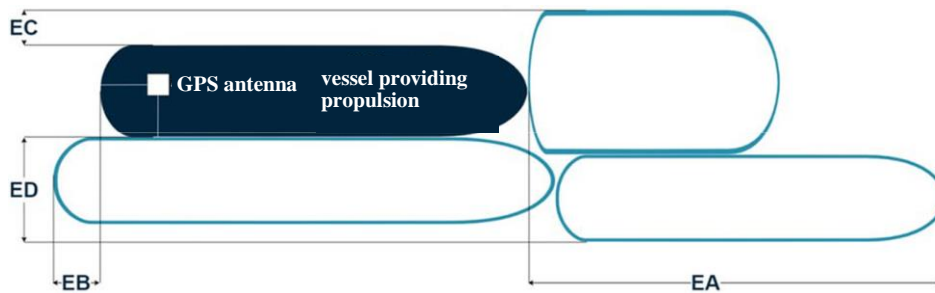 EC
GPS antenna
vessel providing
propulsion
ED
EB
EA